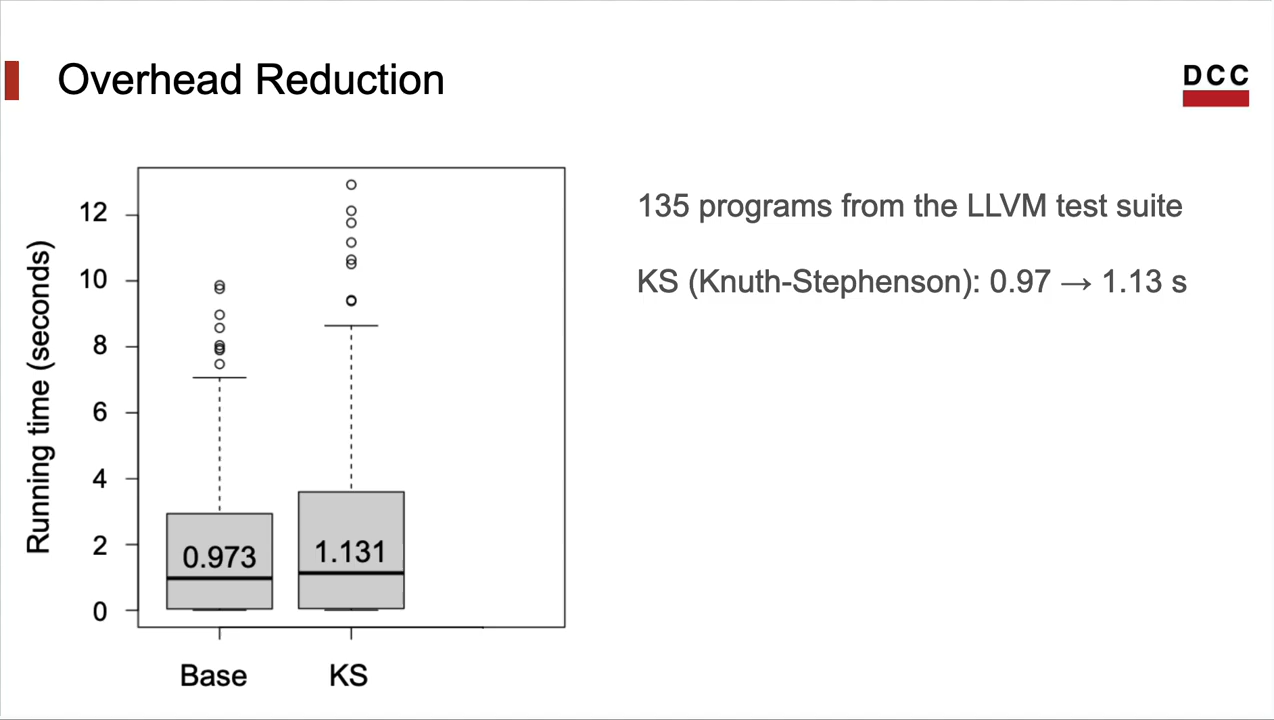 Overhead Reduction
DCC
12
10
8
6
4
2
0
Running time (seconds)
0.973
1.131
Base
KS
135 programs from the LLVM test suite
KS (Knuth-Stephenson): 0.97 → 1.13 s